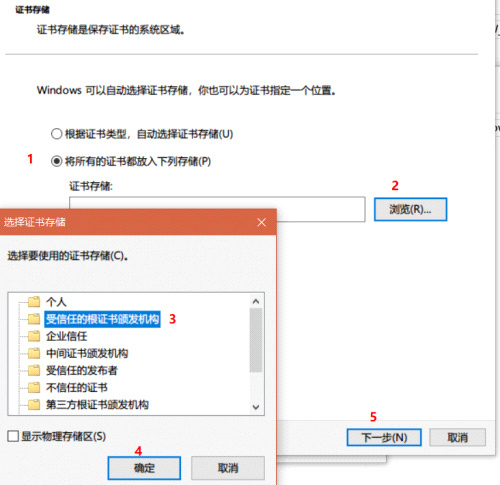 证书存储
证书存储是保存证书的系统区域。
Windows 可以自动选择证书存储，你也可以为证书指定一个位置。
根据证书类型，自动选择证书存储(U)
1 将所有的证书都放入下列存储(P)
证书存储:
2
浏览(R)...
选择证书存储
选择要使用的证书存储(C)。
个人
受信任的根证书颁发机构 3
企业信任
中间证书颁发机构
受信任的发布者
不信任的证书
第三方根证书颁发机构
显示物理存储区(S)
4
确定 取消
5
下一步(N) 取消